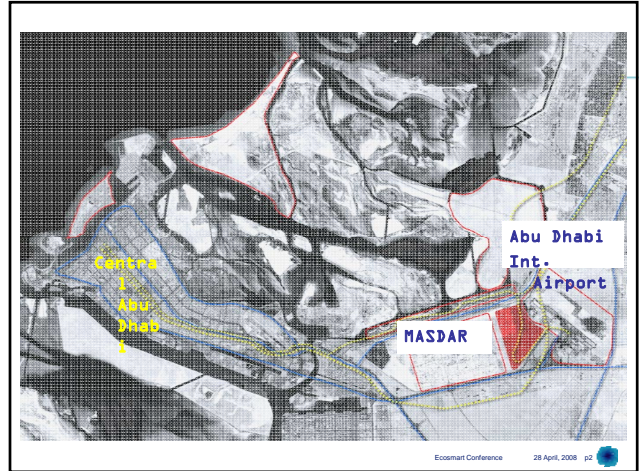 Abu Dhabi
Int.
Airport
Centra
l
Abu
Dhab
i
MASDAR
Ecosmart Conference 28 April, 2008 p2